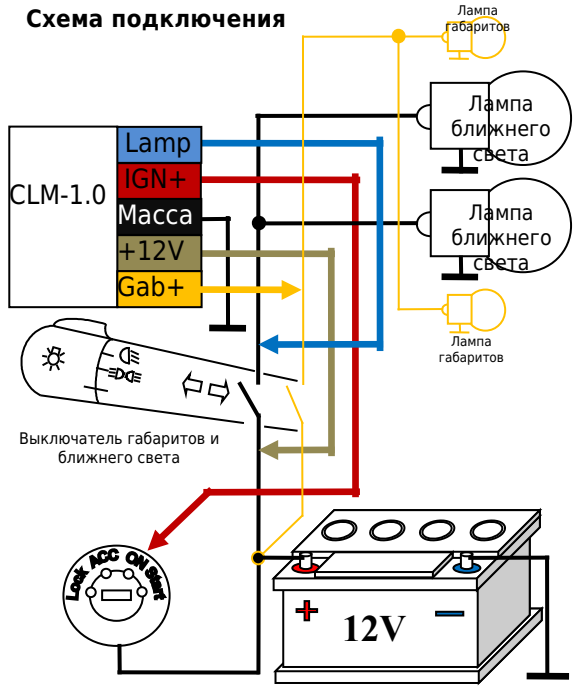 Схема подключения
Лампа
габаритов
Лампа
ближнего
света
CLM-1.0
Lamp
IGN+
Масса
+12V
Gab+
Лампа
ближнего
света
Лампа
габаритов
Выключатель габаритов и
ближнего света
Lock ACC ON Start
+ −
12V